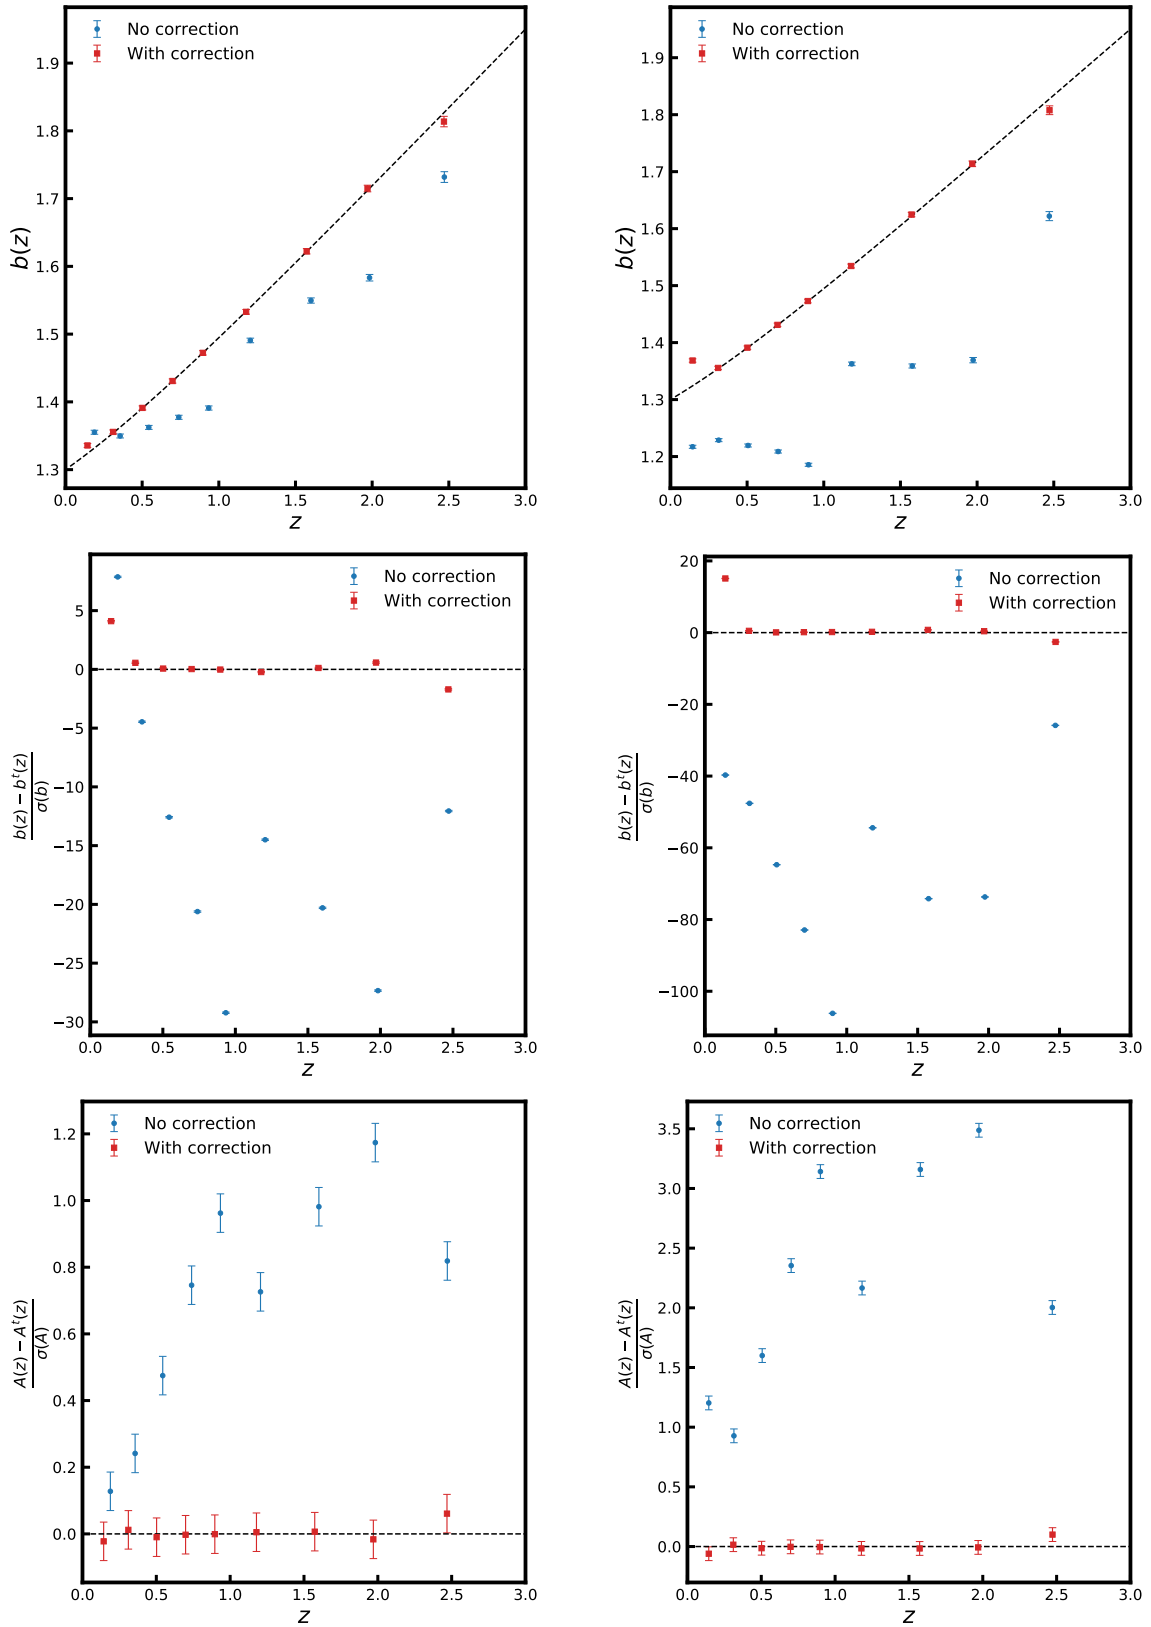 No correction
With correction
b(z)
1.9
1.8
1.7
1.6
1.5
1.4
1.3
0.0 0.5 1.0 1.5 2.0 2.5 3.0
z
No correction
With correction
b(z)
1.9
1.8
1.7
1.6
1.5
1.4
1.3
1.2
0.0 0.5 1.0 1.5 2.0 2.5 3.0
z
No correction
With correction
b(z) − bᵗ(z)
σ(b)
5
0
−5
−10
−15
−20
−25
−30
0.0 0.5 1.0 1.5 2.0 2.5 3.0
z
No correction
With correction
b(z) − bᵗ(z)
σ(b)
20
0
−20
−40
−60
−80
−100
0.0 0.5 1.0 1.5 2.0 2.5 3.0
z
No correction
With correction
A(z) − Aᵗ(z)
σ(A)
1.2
1.0
0.8
0.6
0.4
0.2
0.0
0.0 0.5 1.0 1.5 2.0 2.5 3.0
z
No correction
With correction
A(z) − Aᵗ(z)
σ(A)
3.5
3.0
2.5
2.0
1.5
1.0
0.5
0.0
0.0 0.5 1.0 1.5 2.0 2.5 3.0
z